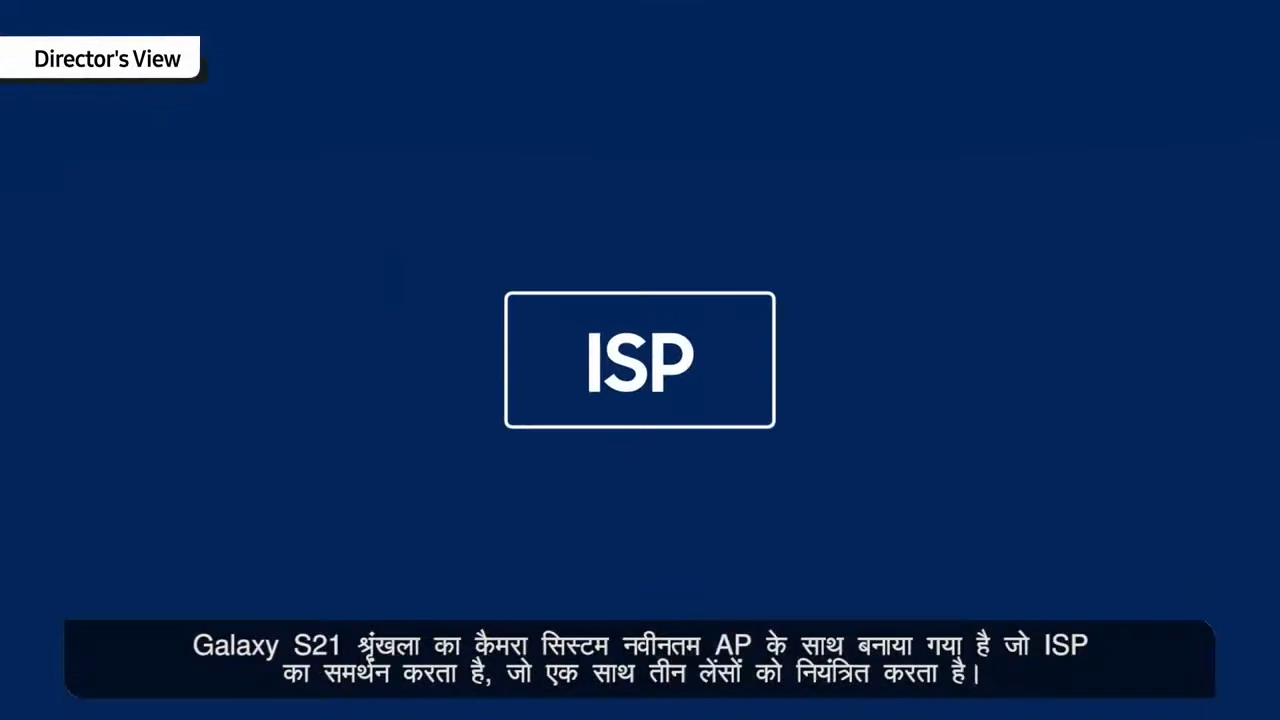 Director's View
ISP
Galaxy S21 श्रृंखला का कैमरा सिस्टम नवीनतम AP के साथ बनाया गया है जो ISP
का समर्थन करता है, जो एक साथ तीन लेंसों को नियंत्रित करता है।